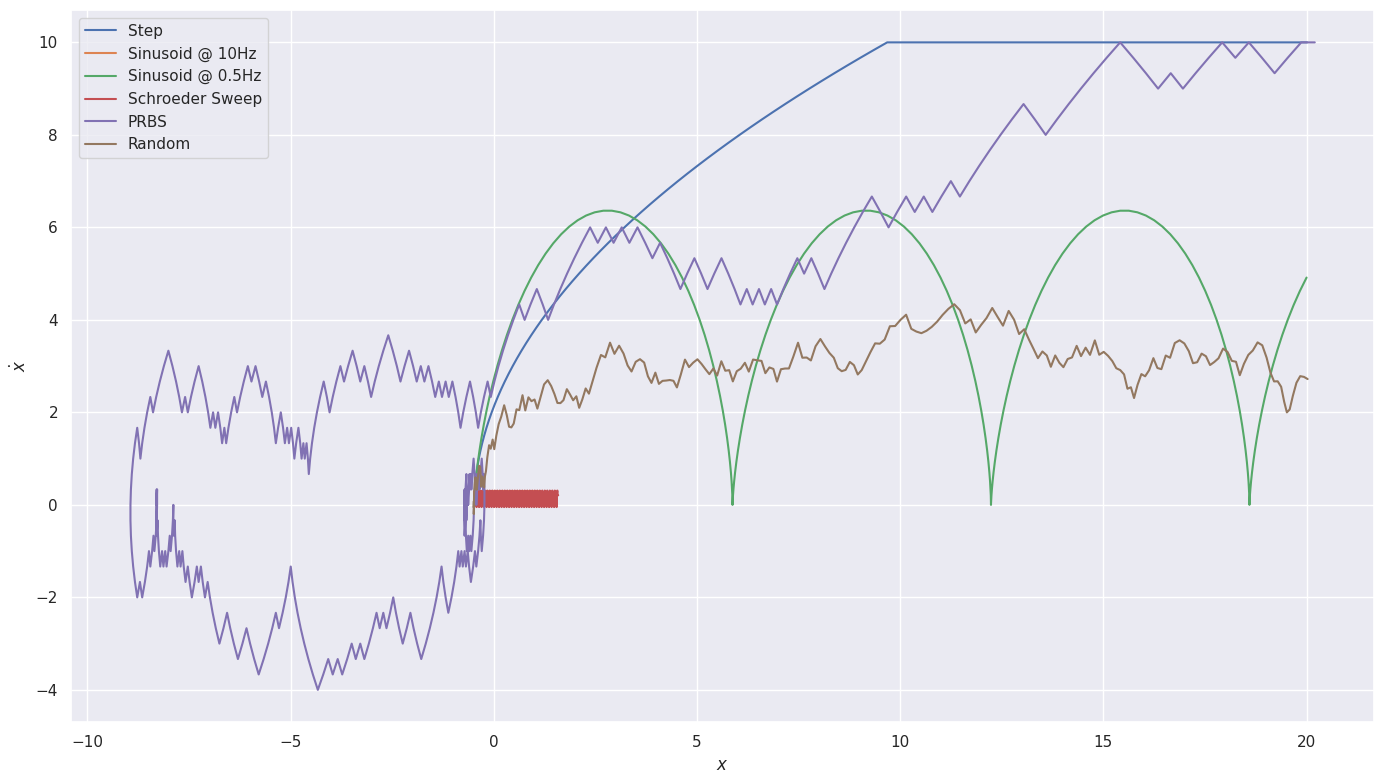 Step
Sinusoid @ 10Hz
Sinusoid @ 0.5Hz
Schroeder Sweep
PRBS
Random
10
8
6
4
2
0
−2
−4
ẋ
−10 −5 0 5 10 15 20
x